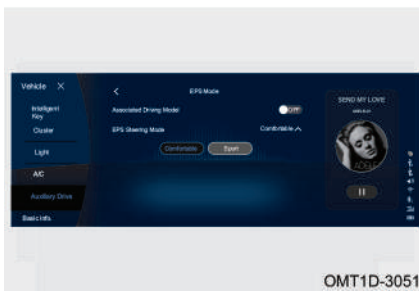 Vehicle ×
Intelligent
Key
Cluster
Light
A/C
Auxiliary Drive
Basic Info.
EPS Mode
Associated Driving Model
OFF
EPS Steering Mode
Comfortable
Comfortable
Sport
SEND MY LOVE
ADELE
OMT1D-3051